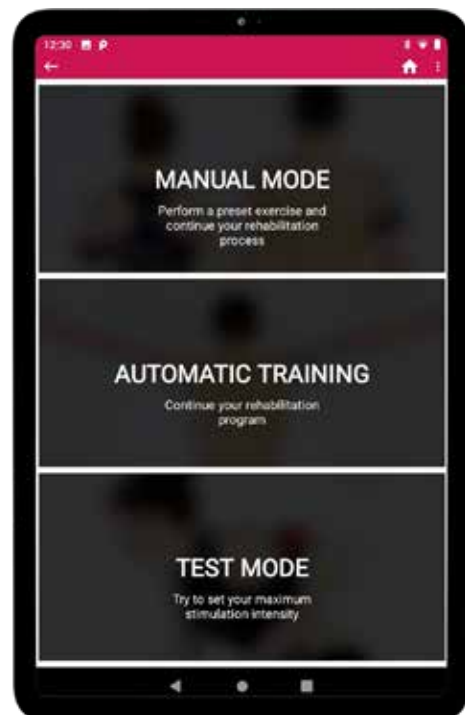 12:30
MANUAL MODE
Perform a preset exercise and
continue your rehabilitation
process
AUTOMATIC TRAINING
Continue your rehabilitation
program
TEST MODE
Try to set your maximum
stimulation intensity